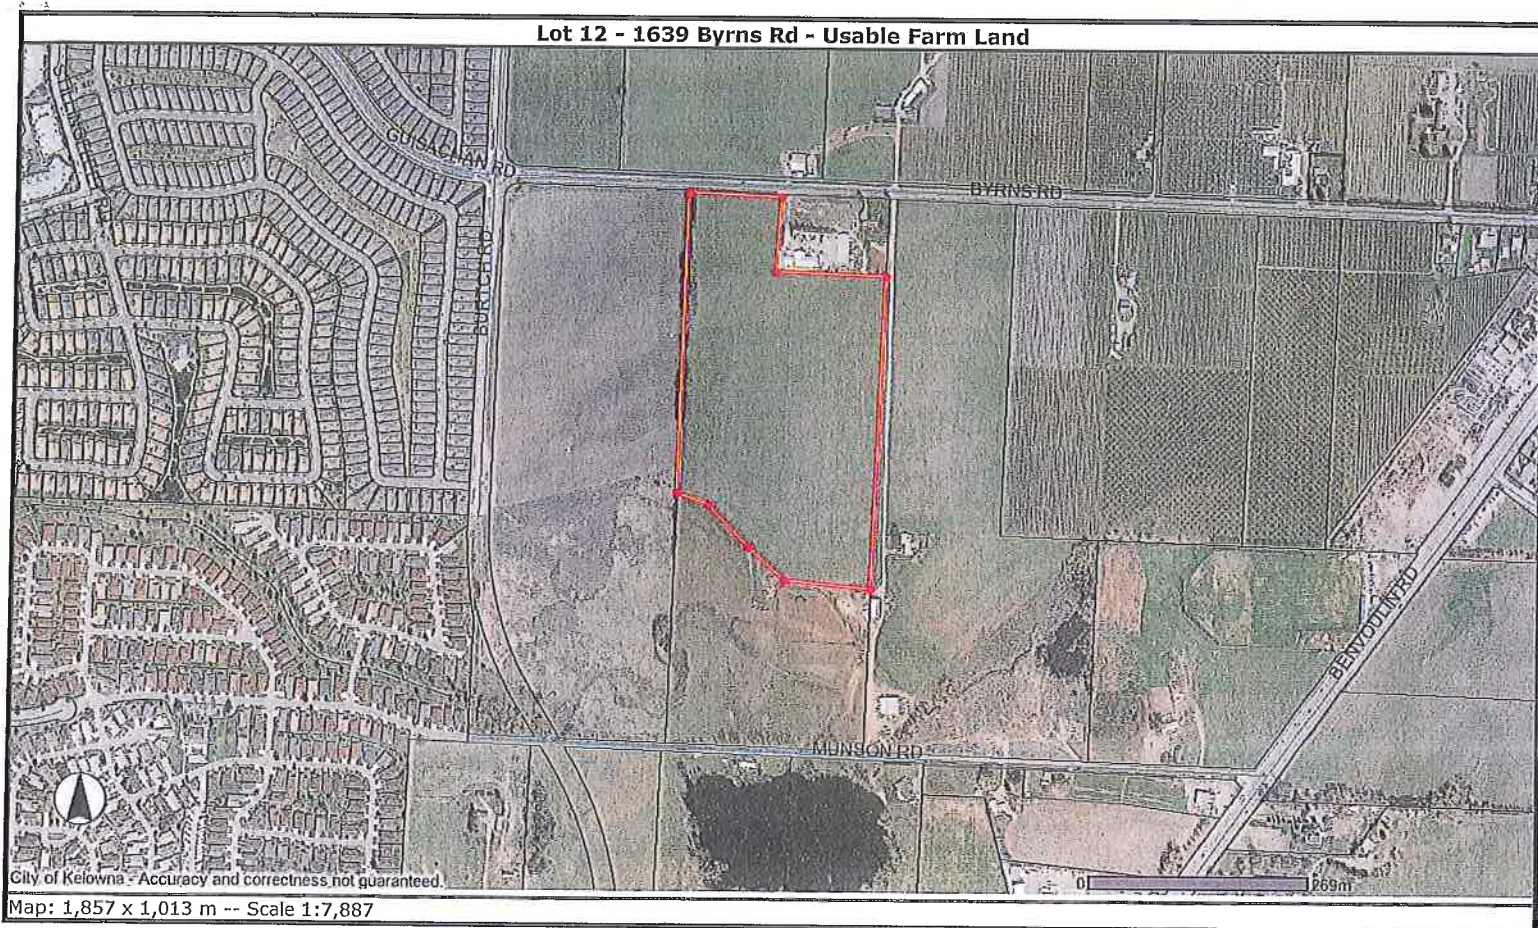 Lot 12 - 1639 Byrns Rd - Usable Farm Land
GUISACHAN RD
BYRNS RD
BURTCH RD
BENVOULIN RD
MUNSON RD
City of Kelowna - Accuracy and correctness not guaranteed.
0 269m
Map: 1,857 x 1,013 m -- Scale 1:7,887